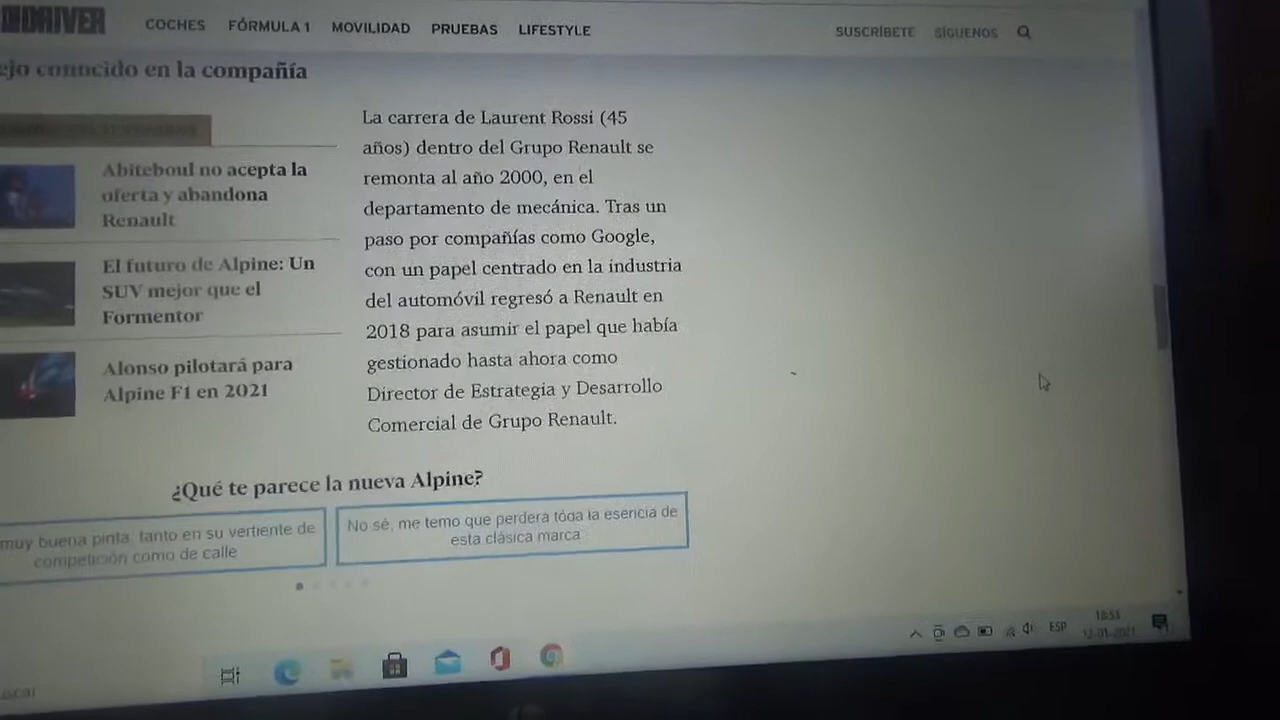 DRIVER
COCHES FÓRMULA 1 MOVILIDAD PRUEBAS LIFESTYLE SUSCRÍBETE SÍGUENOS
conocido en la compañía
Abiteboul no acepta la
oferta y abandona
Renault
El futuro de Alpine: Un
SUV mejor que el
Formentor
Alonso pilotará para
Alpine F1 en 2021
La carrera de Laurent Rossi (45
años) dentro del Grupo Renault se
remonta al año 2000, en el
departamento de mecánica. Tras un
paso por compañías como Google,
con un papel centrado en la industria
del automóvil regresó a Renault en
2018 para asumir el papel que había
gestionado hasta ahora como
Director de Estrategia y Desarrollo
Comercial de Grupo Renault.
¿Qué te parece la nueva Alpine?
muy buena pinta, tanto en su vertiente de
competición como de calle
No sé, me temo que perderá toda la esencia de
esta clásica marca
ESP
18:53
12-01-2021